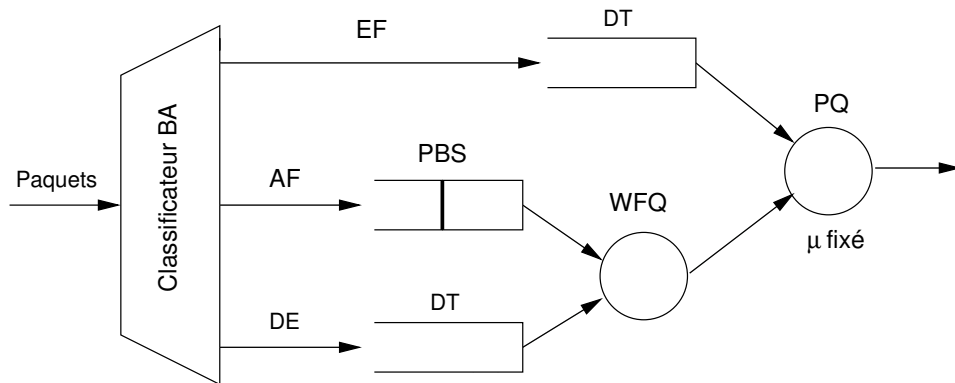 EF
DT
PQ
Paquets
Classificateur BA
AF
PBS
WFQ
μ fixé
DE
DT